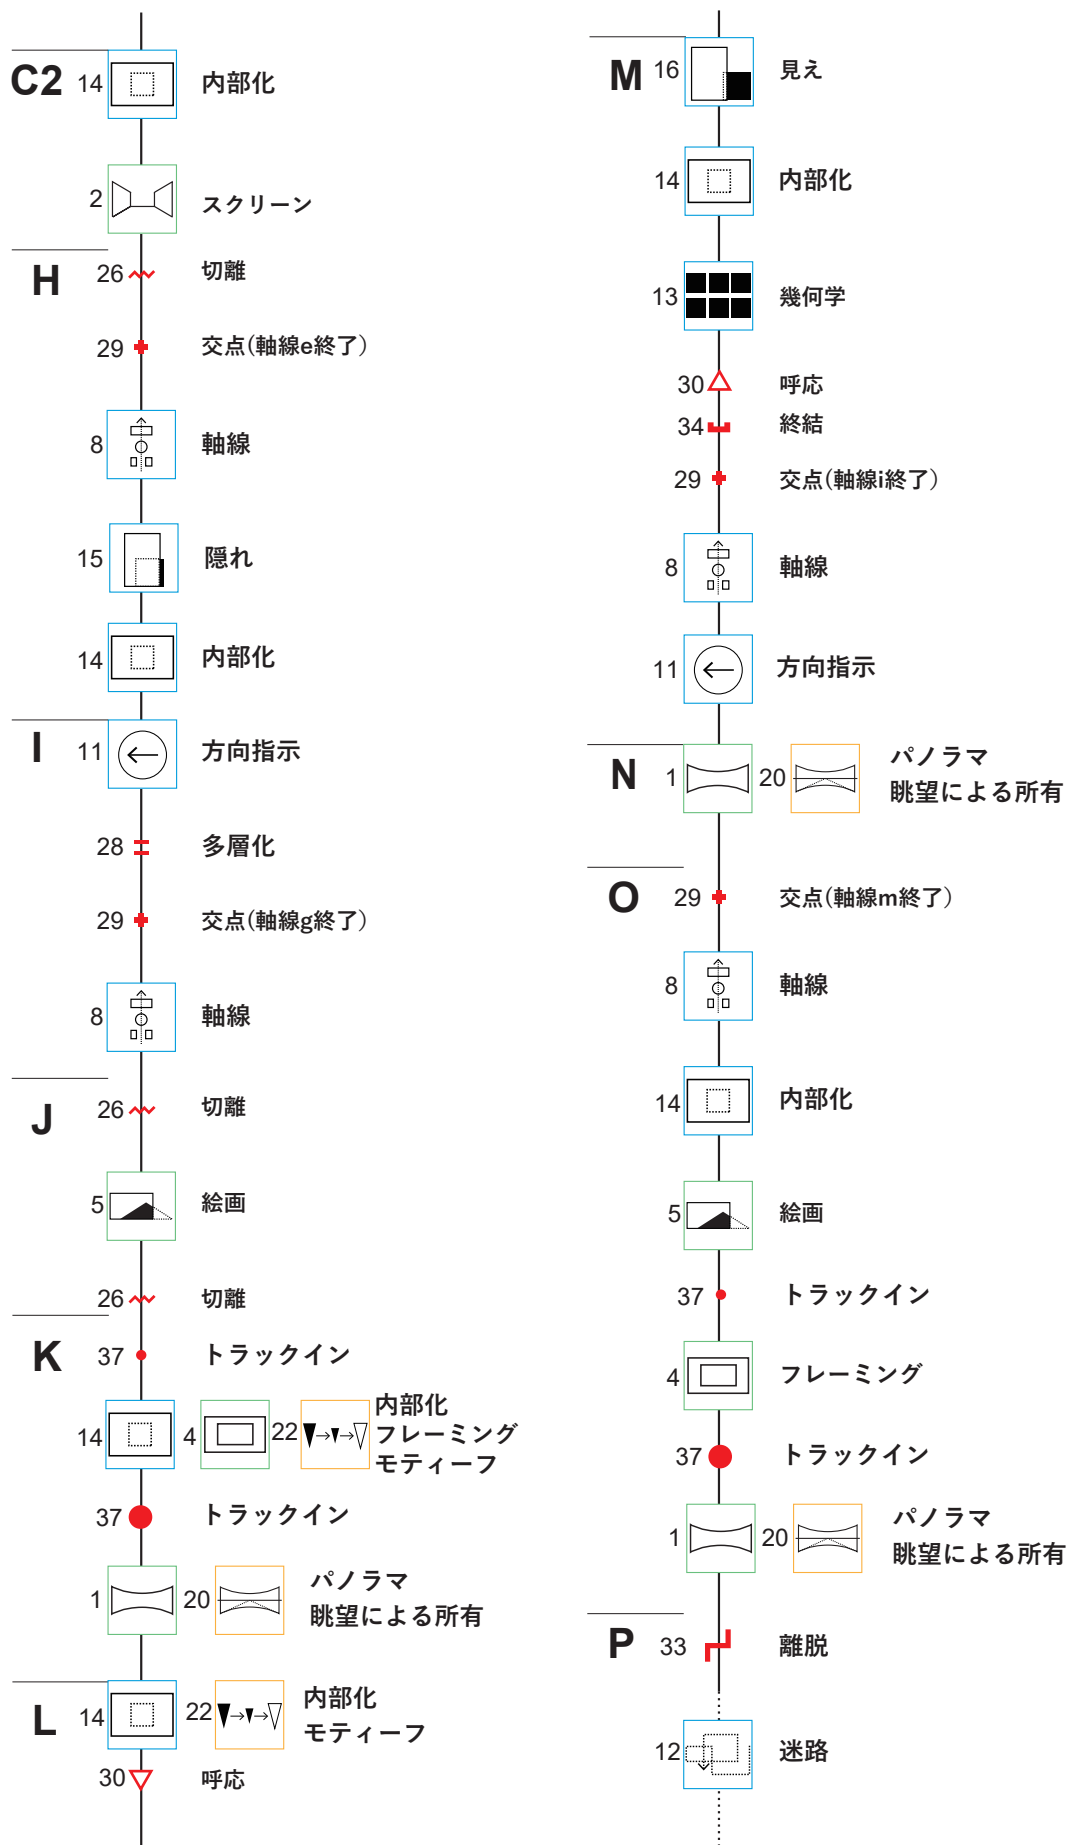 C2 14 内部化
2 スクリーン
H 26 切離
29 交点(軸線e終了)
8 軸線
15 隠れ
14 内部化
I 11 方向指示
28 多層化
29 交点(軸線g終了)
8 軸線
J 26 切離
5 絵画
26 切離
K 37 トラックイン
14 4 22 内部化
フレーミング
モティーフ
37 トラックイン
1 20 パノラマ
眺望による所有
L 14 22 内部化
モティーフ
30 呼応
M 16 見え
14 内部化
13 幾何学
30 呼応
34 終結
29 交点(軸線i終了)
8 軸線
11 方向指示
N 1 20 パノラマ
眺望による所有
O 29 交点(軸線m終了)
8 軸線
14 内部化
5 絵画
37 トラックイン
4 フレーミング
37 トラックイン
1 20 パノラマ
眺望による所有
P 33 離脱
12 迷路